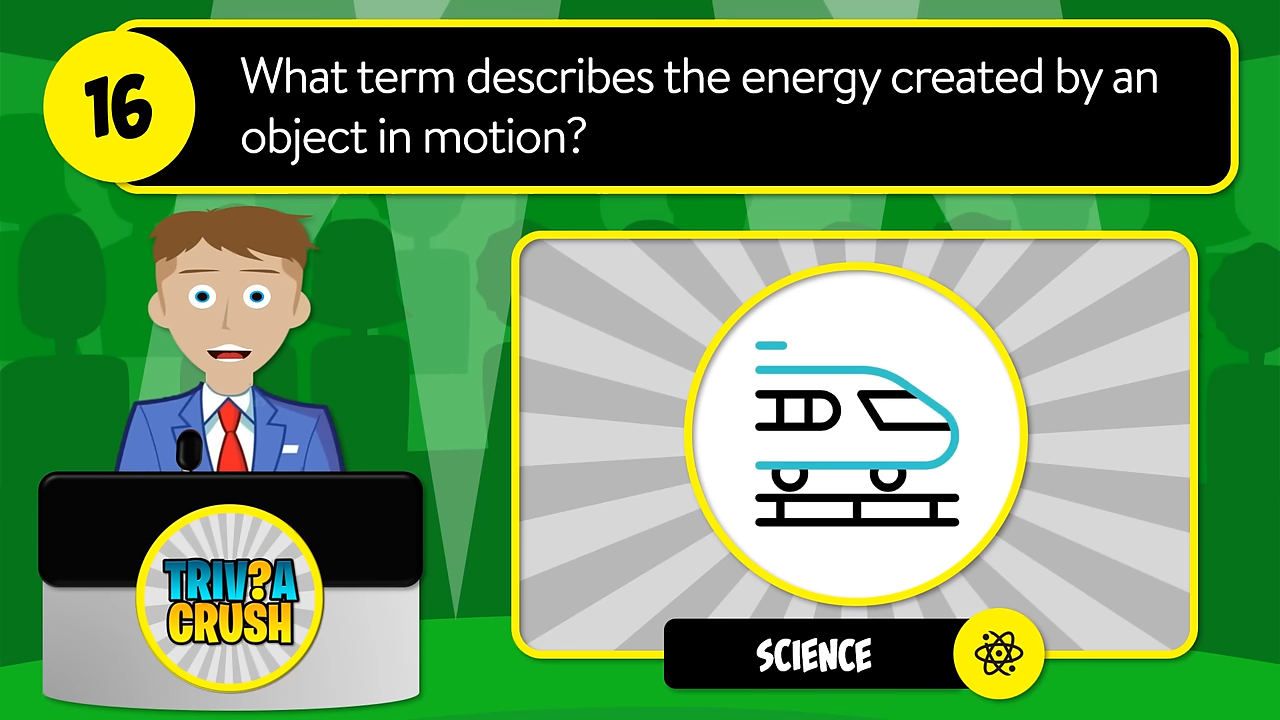 16
What term describes the energy created by an
object in motion?
TRIV?A
CRUSH
SCIENCE